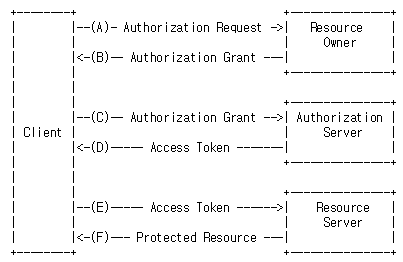 (A) Authorization Request
Resource
Owner
(B) Authorization Grant
(C) Authorization Grant
Authorization
Server
Client
(D) Access Token
(E) Access Token
Resource
Server
(F) Protected Resource